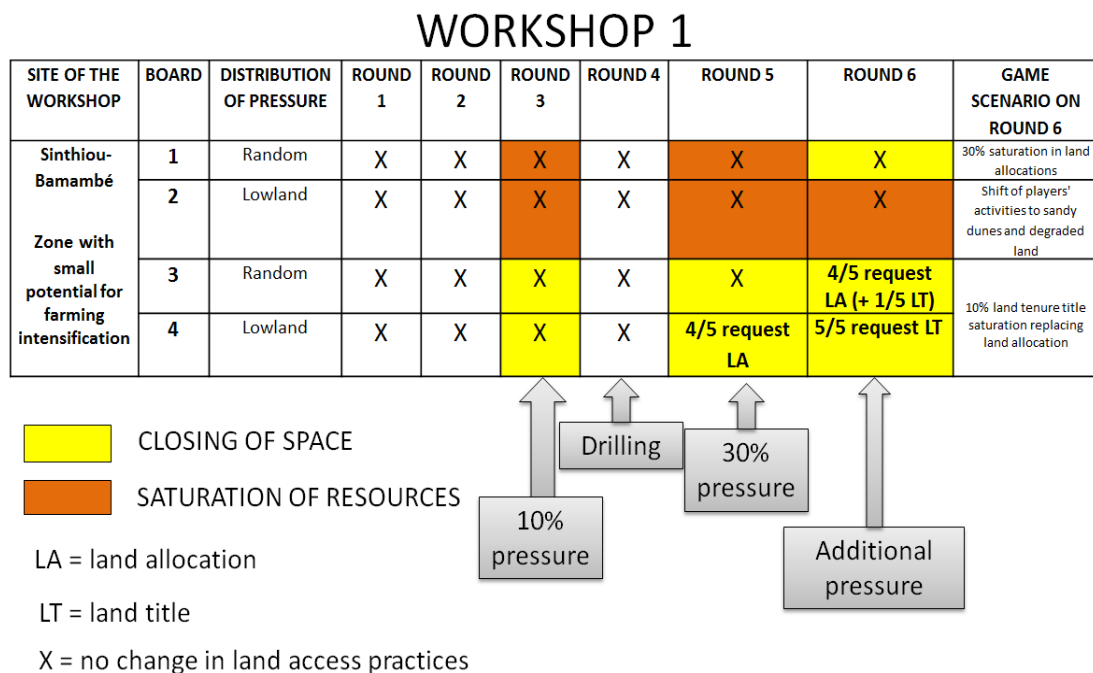 WORKSHOP 1
SITE OF THE WORKSHOP
BOARD
DISTRIBUTION OF PRESSURE
ROUND 1
ROUND 2
ROUND 3
ROUND 4
ROUND 5
ROUND 6
GAME SCENARIO ON ROUND 6
Sinthiou-Bamambé
Zone with small potential for farming intensification
1
Random
X
X
X
X
X
X
30% saturation in land allocations
2
Lowland
X
X
X
X
X
X
Shift of players' activities to sandy dunes and degraded land
3
Random
X
X
X
X
X
4/5 request LA (+ 1/5 LT)
10% land tenure title saturation replacing land allocation
4
Lowland
X
X
X
X
4/5 request LA
5/5 request LT
CLOSING OF SPACE
SATURATION OF RESOURCES
LA = land allocation
LT = land title
X = no change in land access practices
10% pressure
Drilling
30% pressure
Additional pressure